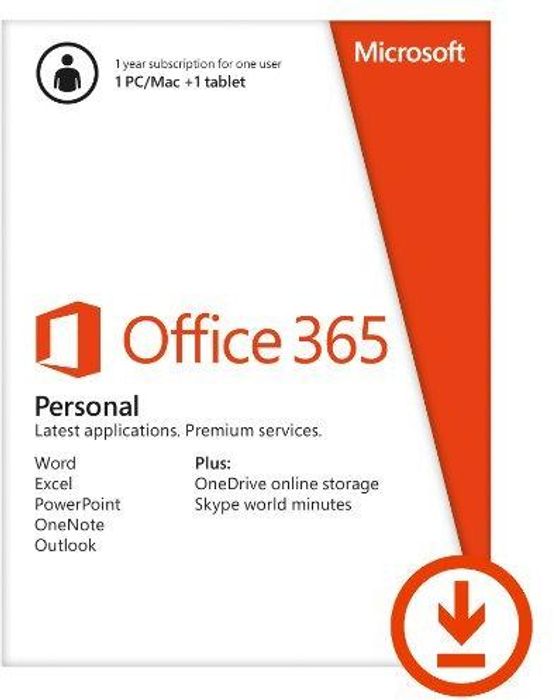 1 year subscription for one user
1 PC/Mac +1 tablet
Microsoft
Office 365
Personal
Latest applications. Premium services.
Word
Excel
PowerPoint
OneNote
Outlook
Plus:
OneDrive online storage
Skype world minutes